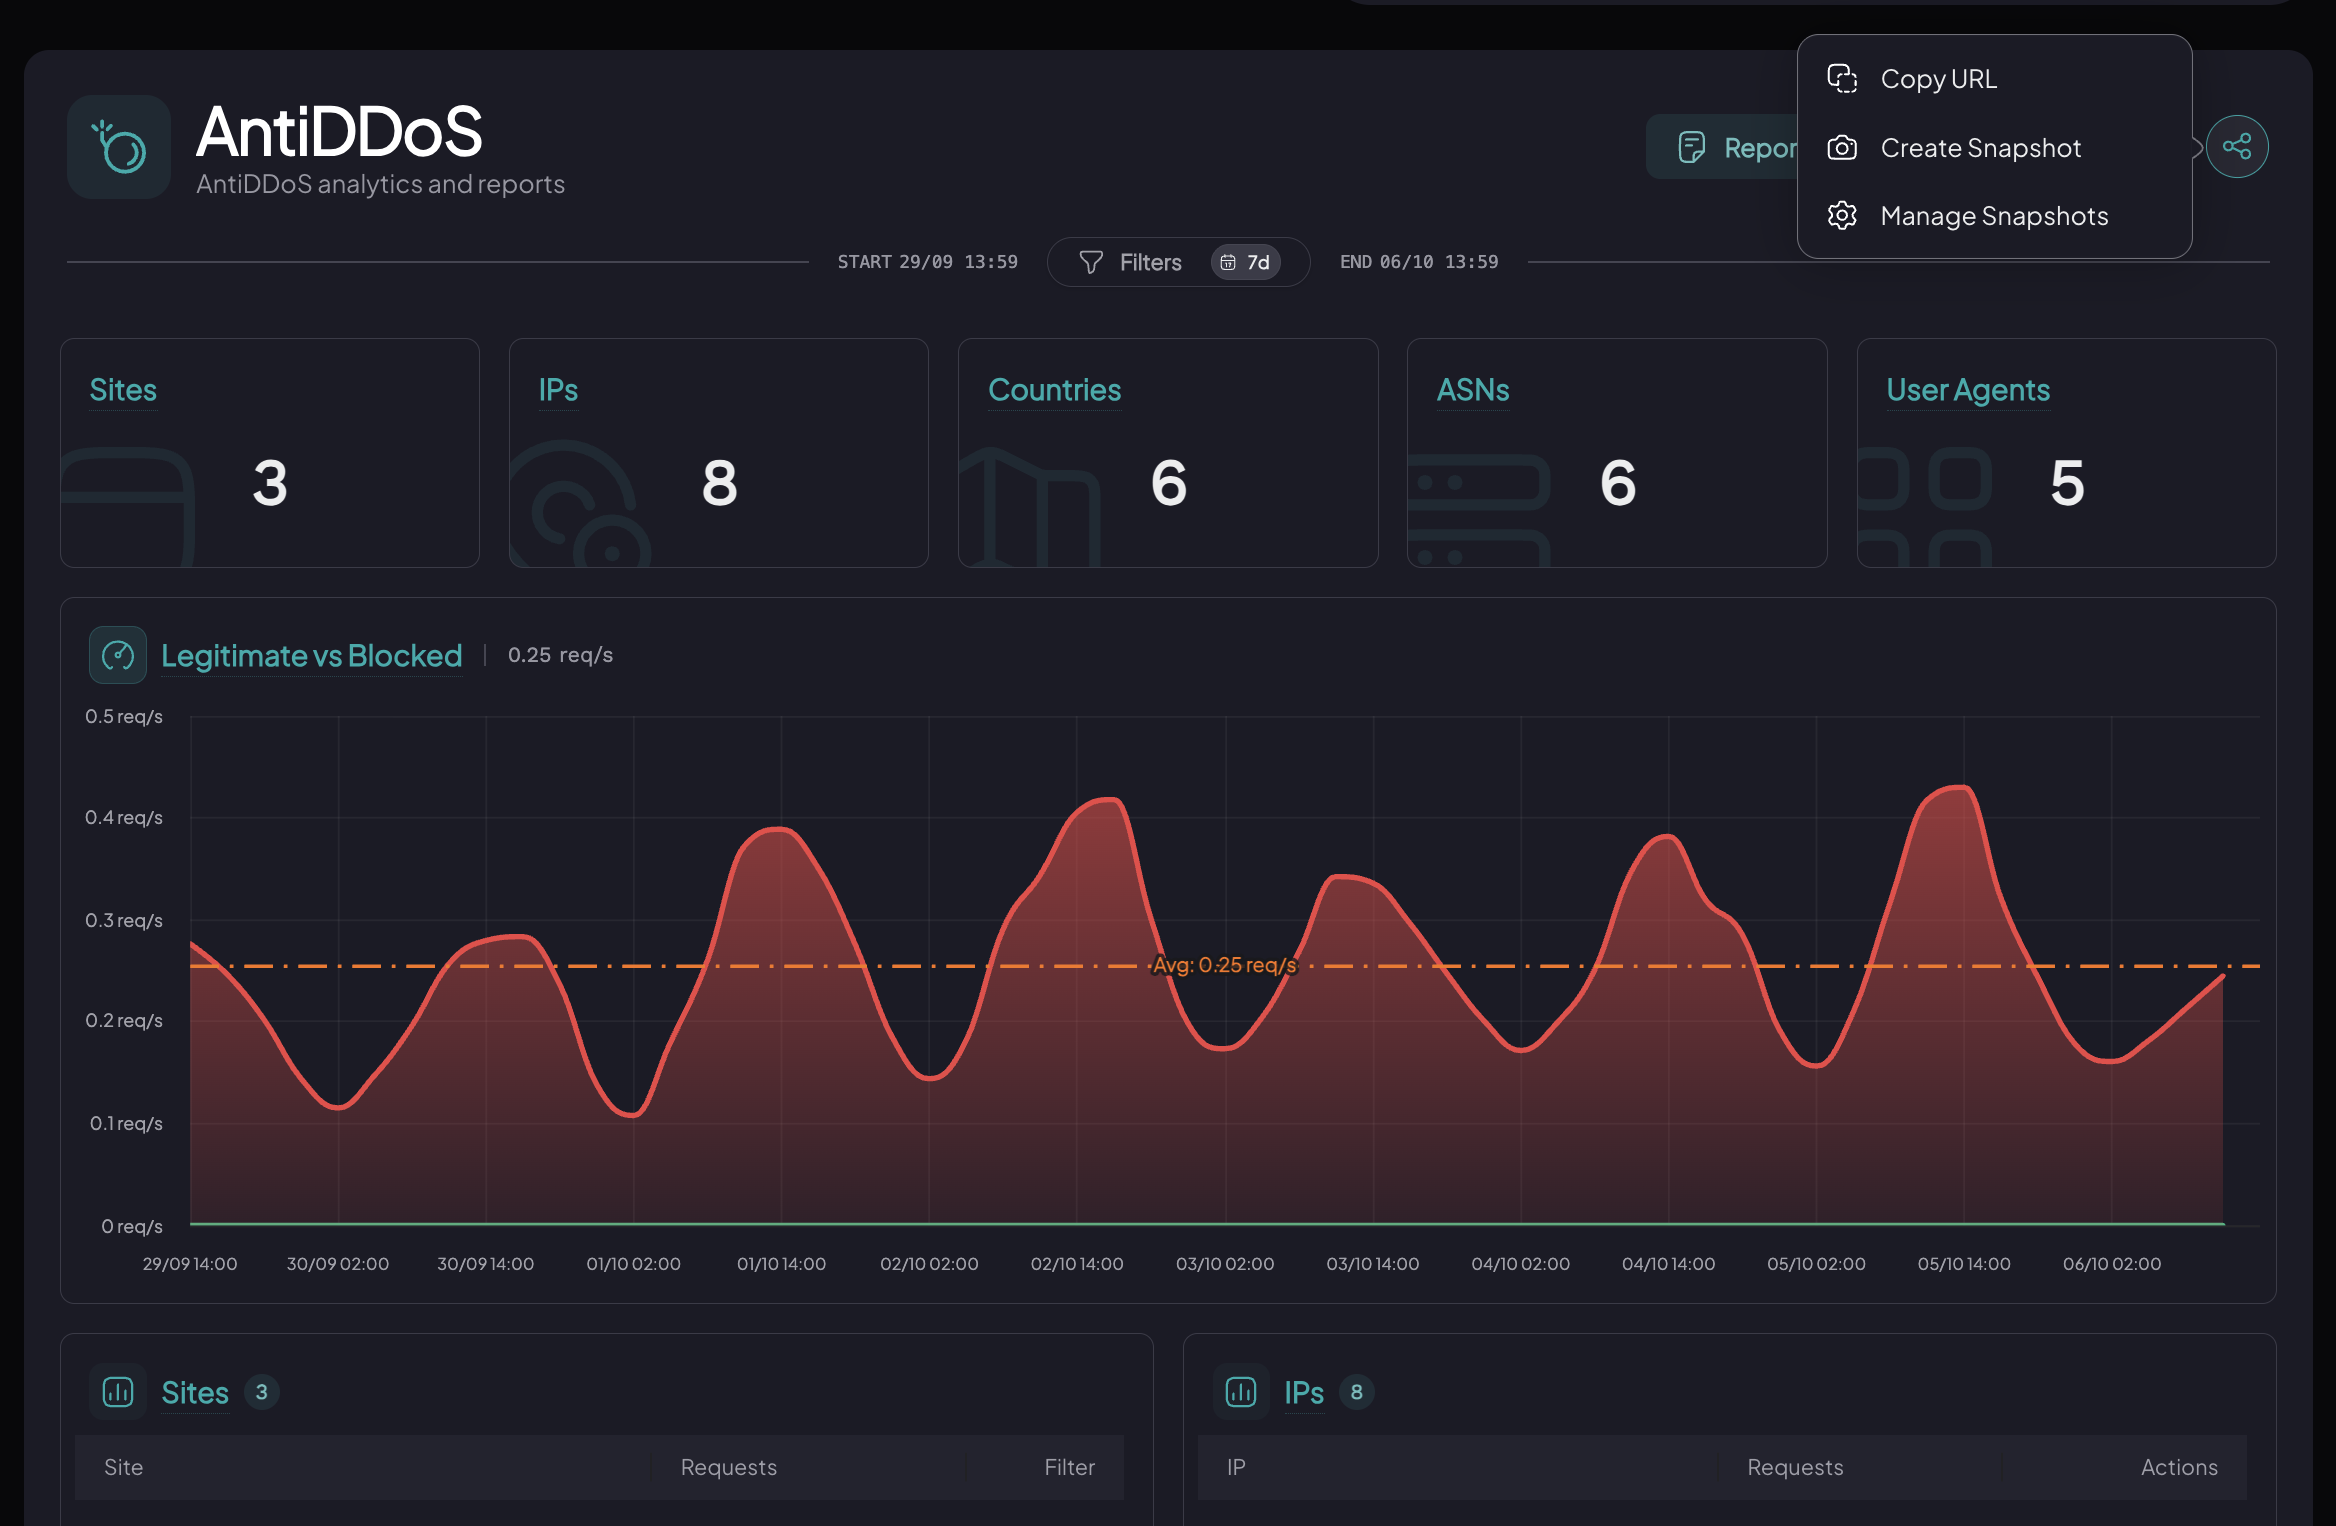 Copy URL
Create Snapshot
Manage Snapshots
AntiDDoS
AntiDDoS analytics and reports
START 29/09 13:59
Filters
7d
END 06/10 13:59
Sites
3
IPs
8
Countries
6
ASNs
6
User Agents
5
Legitimate vs Blocked
0.25 req/s
0.5 req/s
0.4 req/s
0.3 req/s
0.2 req/s
0.1 req/s
0 req/s
Avg: 0.25 req/s
29/09 14:00 30/09 02:00 30/09 14:00 01/10 02:00 01/10 14:00 02/10 02:00 02/10 14:00 03/10 02:00 03/10 14:00 04/10 02:00 04/10 14:00 05/10 02:00 05/10 14:00 06/10 02:00
Sites 3
Site Requests Filter
IPs 8
IP Requests Actions